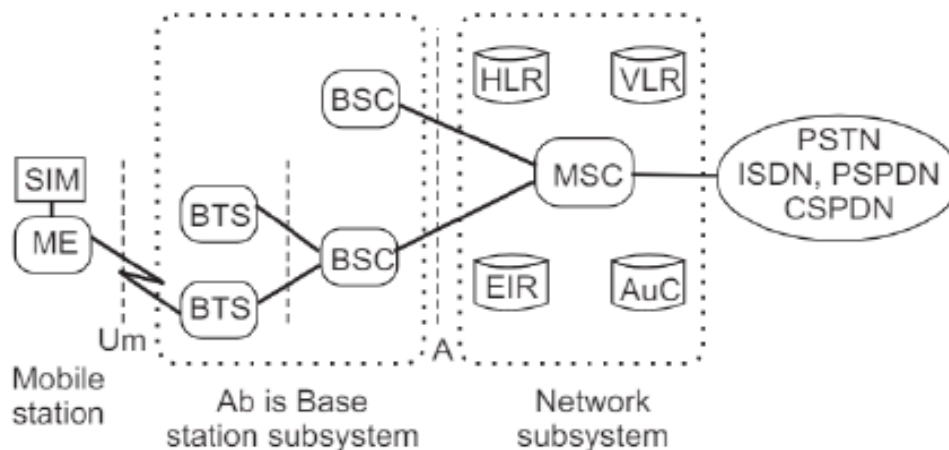 HLR
VLR
BSC
PSTN
ISDN, PSPDN
CSPDN
MSC
SIM
ME
BTS
BSC
BTS
EIR
AuC
Um
A
Mobile
station
Ab is Base
station subsystem
Network
subsystem